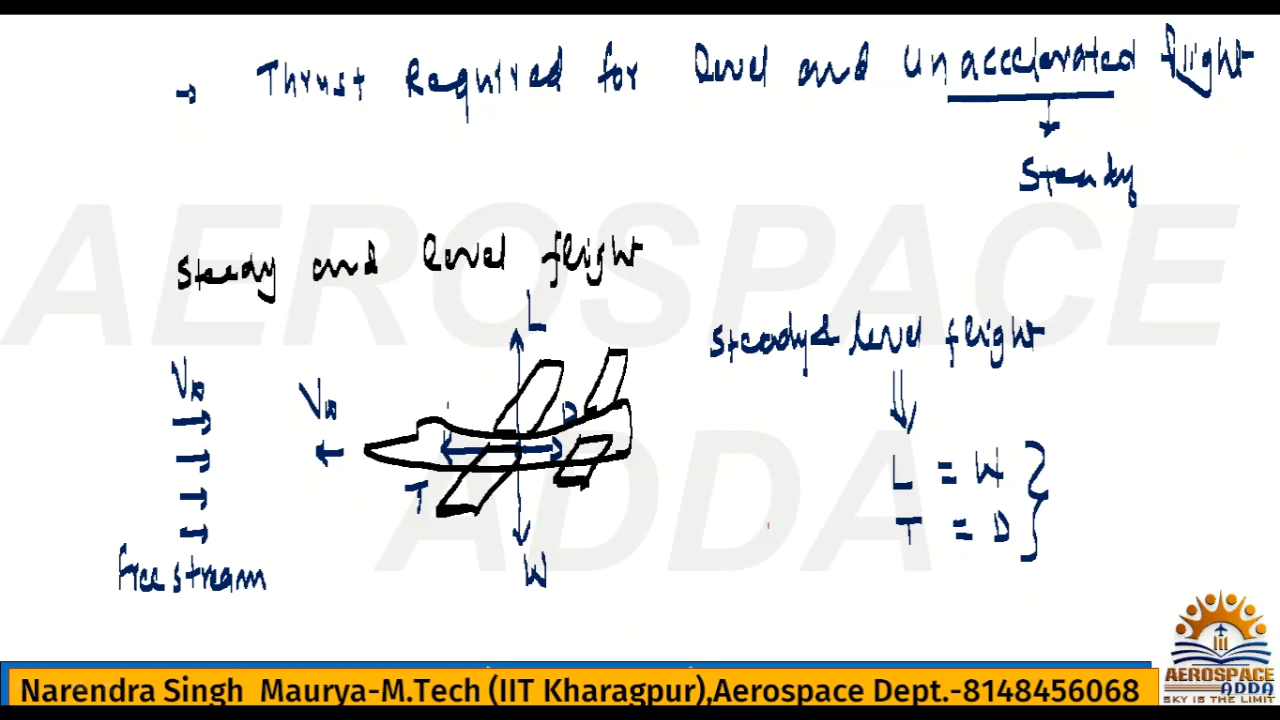 → Thrust Required for level and unaccelerated flight
Steady
Steady and level flight
L
Steady & level flight
V∞
V∞
D
T
L = W
T = D
W
free stream
AEROSPACE
ADDA
Narendra Singh Maurya-M.Tech (IIT Kharagpur),Aerospace Dept.-8148456068
AEROSPACE
ADDA
SKY IS THE LIMIT